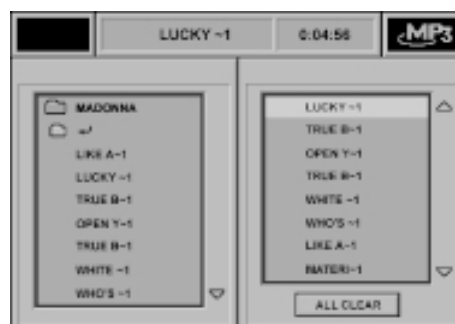 LUCKY ~1
0:04:56
MP3
MADONNA
LIKE A~1
LUCKY ~1
TRUE B~1
OPEN Y~1
TRUE B~1
WHITE ~1
WHO'S ~1
LUCKY ~1
TRUE B~1
OPEN Y~1
TRUE B~1
WHITE ~1
WHO'S ~1
LIKE A~1
MATERI~1
ALL CLEAR